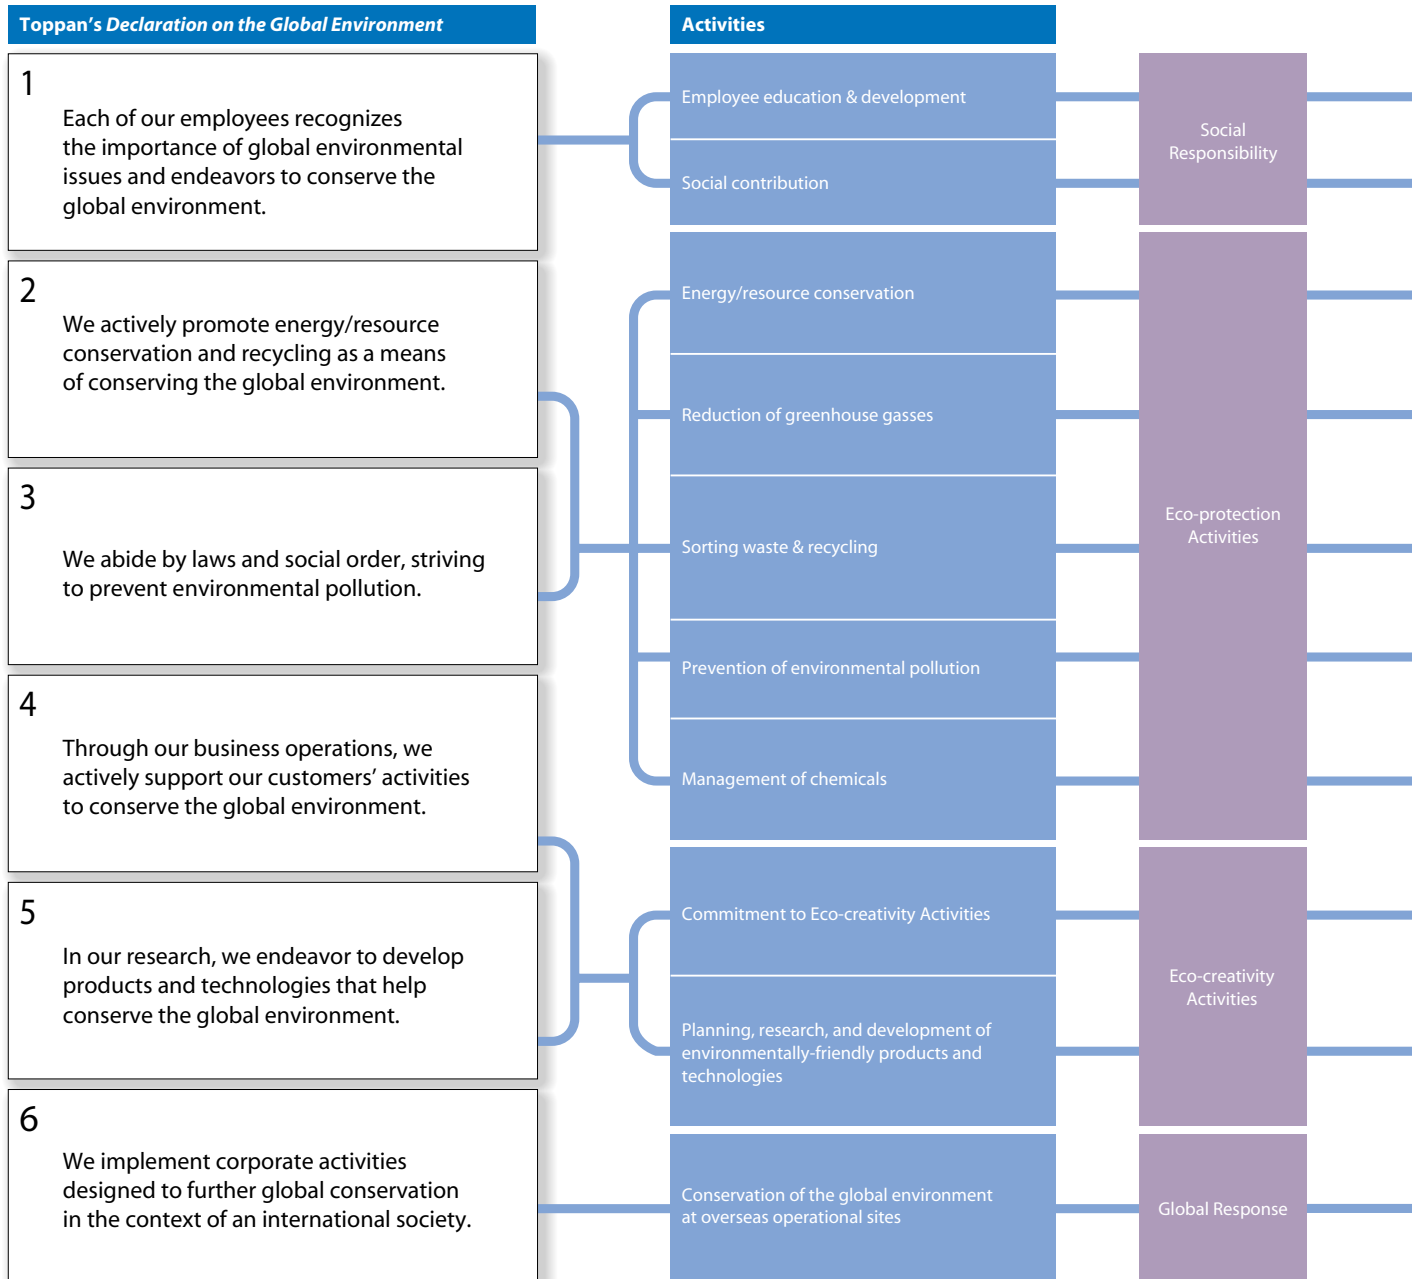 Toppan's Declaration on the Global Environment
Activities
1
Each of our employees recognizes
the importance of global environmental
issues and endeavors to conserve the
global environment.
2
We actively promote energy/resource
conservation and recycling as a means
of conserving the global environment.
3
We abide by laws and social order, striving
to prevent environmental pollution.
4
Through our business operations, we
actively support our customers' activities
to conserve the global environment.
5
In our research, we endeavor to develop
products and technologies that help
conserve the global environment.
6
We implement corporate activities
designed to further global conservation
in the context of an international society.
Employee education & development
Social contribution
Energy/resource conservation
Reduction of greenhouse gasses
Sorting waste & recycling
Prevention of environmental pollution
Management of chemicals
Commitment to Eco-creativity Activities
Planning, research, and development of
environmentally-friendly products and
technologies
Conservation of the global environment
at overseas operational sites
Social
Responsibility
Eco-protection
Activities
Eco-creativity
Activities
Global Response